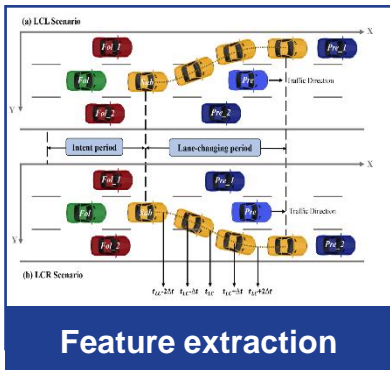 (a) LCL Scenario
X
Fol_1
Pre_1
Fol
Sub
Pre
Traffic Direction
Y
Fol_2
Pre_2
Intent period
Lane-changing period
X
Fol_1
Pre_1
Fol
Sub
Pre
Traffic Direction
Y
Fol_2
Pre_2
(b) LCR Scenario
Feature extraction